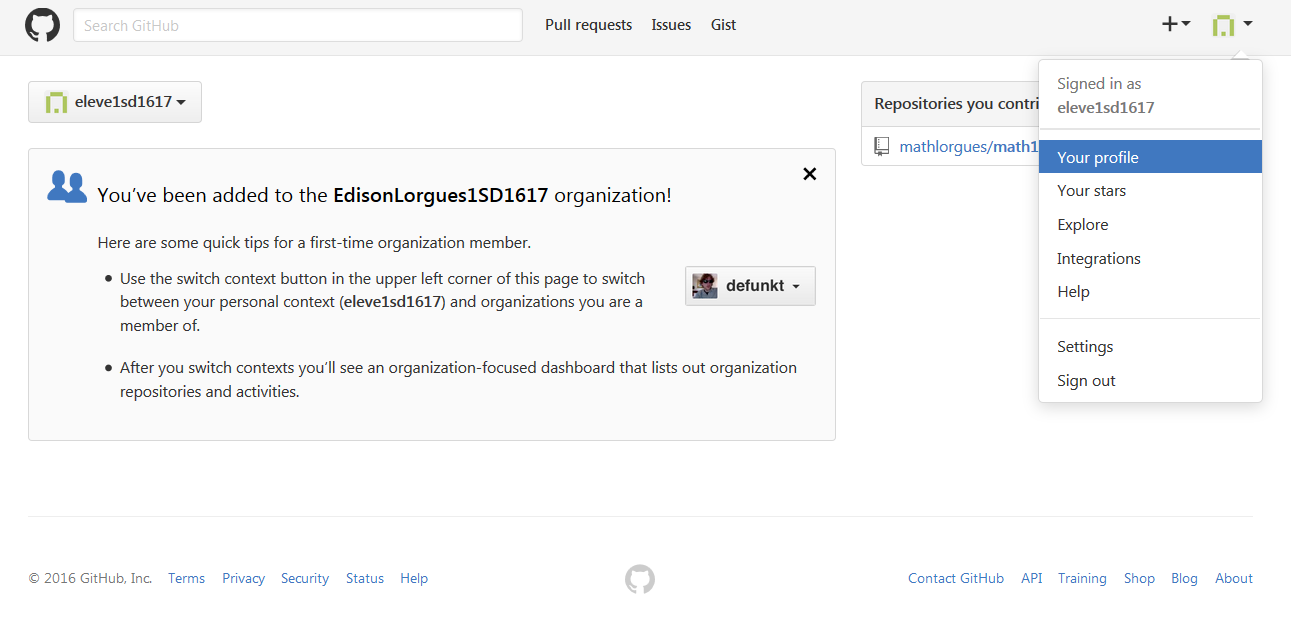 Search GitHub
Pull requests
Issues
Gist
eleve1sd1617
You've been added to the EdisonLorgues1SD1617 organization!
Here are some quick tips for a first-time organization member.
Use the switch context button in the upper left corner of this page to switch
between your personal context (eleve1sd1617) and organizations you are a
member of.
defunkt
After you switch contexts you'll see an organization-focused dashboard that lists out organization
repositories and activities.
Repositories you contri
mathlorgues/math1
Signed in as
eleve1sd1617
Your profile
Your stars
Explore
Integrations
Help
Settings
Sign out
© 2016 GitHub, Inc.
Terms
Privacy
Security
Status
Help
Contact GitHub
API
Training
Shop
Blog
About